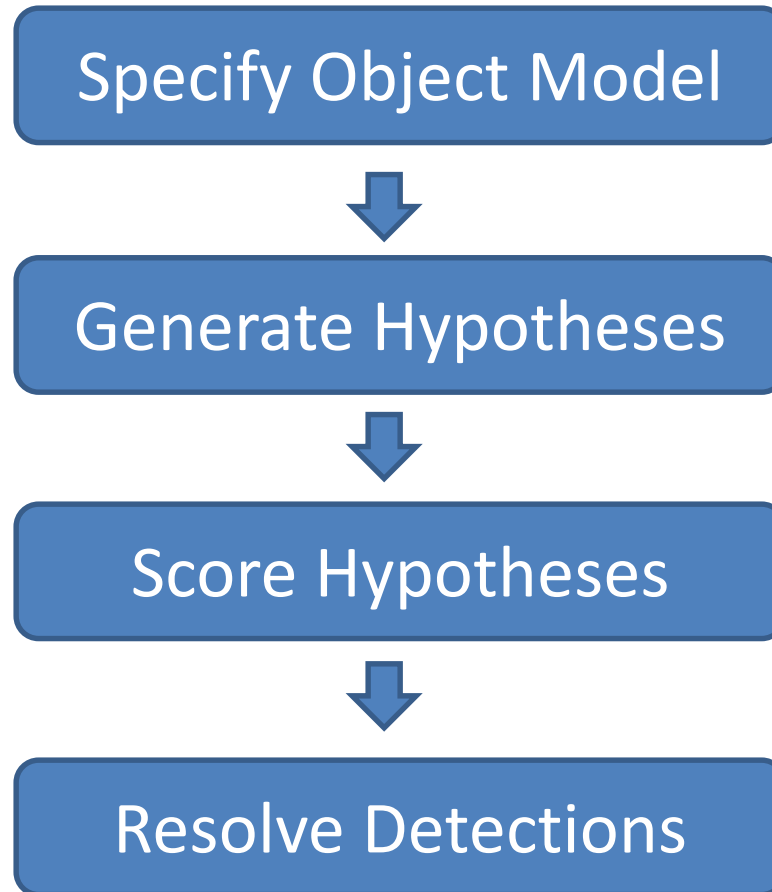 Specify Object Model
Generate Hypotheses
Score Hypotheses
Resolve Detections